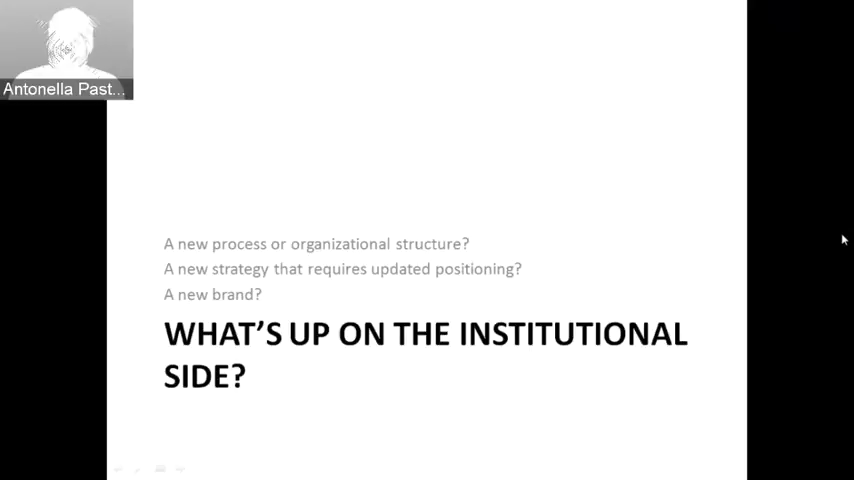 Antonella Past...
A new process or organizational structure?
A new strategy that requires updated positioning?
A new brand?
WHAT'S UP ON THE INSTITUTIONAL
SIDE?